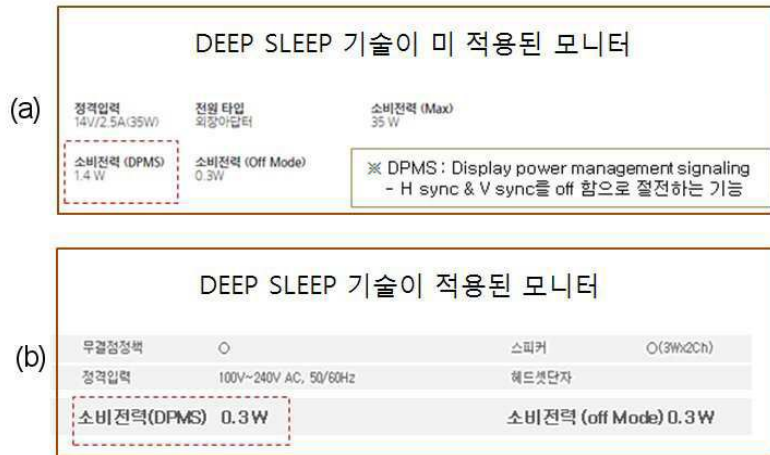 DEEP SLEEP 기술이 미 적용된 모니터
(a)
정격입력 전원 타입 소비전력 (Max)
14V/2.5A(35W) 외장아답터 35 W
소비전력 (DPMS) 소비전력 (Off Mode)
1.4 W 0.3W
※ DPMS : Display power management signaling
- H sync & V sync를 off 함으로 절전하는 기능
DEEP SLEEP 기술이 적용된 모니터
(b)
무결점정책 ○ 스피커 ○(3Wx2Ch)
정격입력 100V~240V AC, 50/60Hz 헤드셋단자
소비전력(DPMS) 0.3W 소비전력 (off Mode) 0.3W